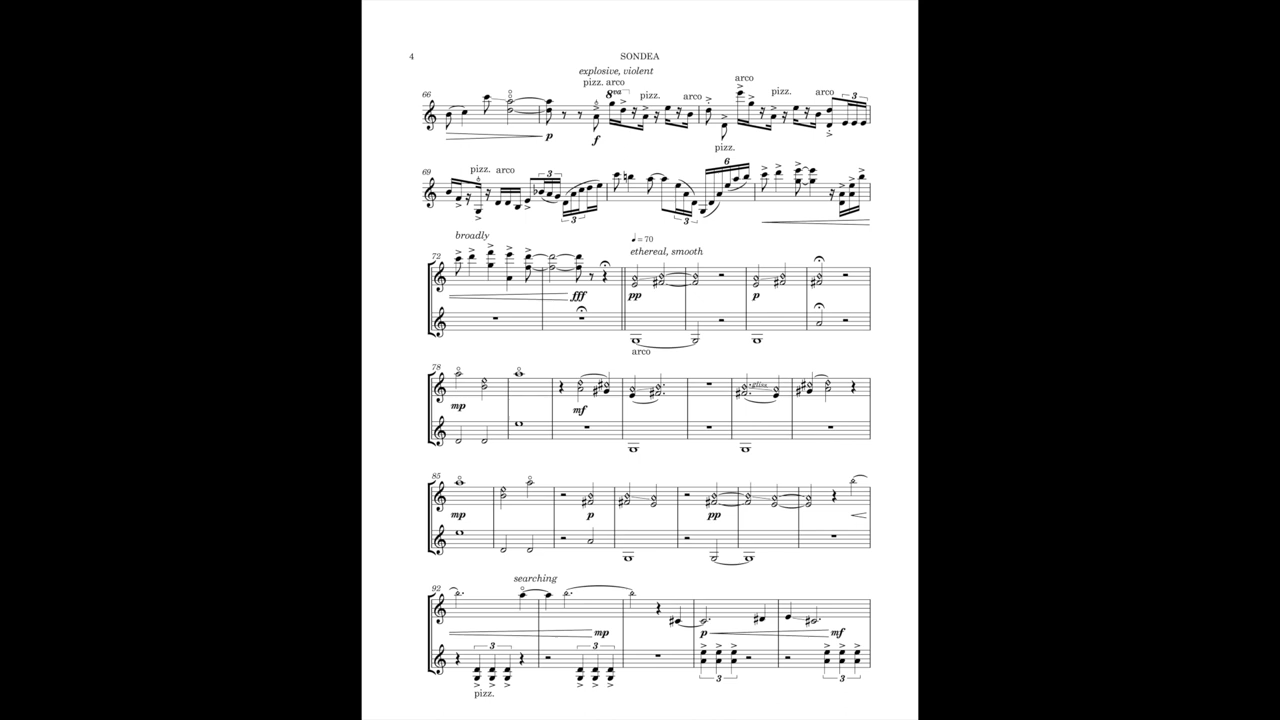 4 SONDEA
explosive, violent
pizz. arco
66 8va pizz. arco arco pizz. arco 3
p f
pizz.
69 pizz. arco 3 6
3 3
broadly ♩ = 70
72 ethereal, smooth
fff pp p
arco
78 gliss.
mp mf
85
mp p pp
searching
92
mp p mf
3 3
3 3
pizz.